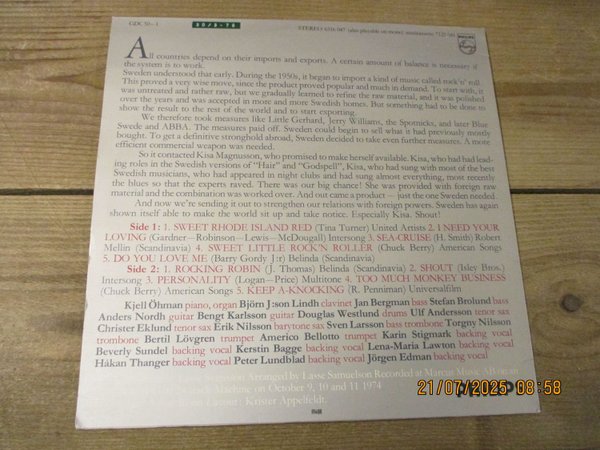 GDC 50—1
30/5-76
STEREO 6316 047 (also playable on mono)
PHILIPS
All countries depend on their imports and exports. A certain amount of balance is necessary if
the system is to work.
Sweden understood that early. During the 1950s, it began to import a kind of music called rock'n' roll.
This proved a very wise move, since the product proved popular and much in demand. To start with, it
was untreated and rather raw, but we gradually learned to refine the raw material, and it was polished
over the years and was accepted in more and more Swedish homes. But something had to be done to
show the result to the rest of the world and to start exporting.
We therefore took measures like Little Gerhard, Jerry Williams, the Spotnicks, and later Blue
Swede and ABBA. The measures paid off. Sweden could begin to sell what it had previously mostly
bought. To get a definitive stronghold abroad, Sweden decided to take even further measures. A more
efficient commercial weapon was needed.
So it contacted Kisa Magnusson, who promised to make herself available. Kisa, who had had lead-
ing roles in the Swedish versions of "Hair" and "Godspell", Kisa, who had sung with most of the best
Swedish musicians, who had appeared in night clubs and had sung almost everything, most recently
the blues so that the experts raved. There was our big chance! She was provided with foreign raw
material and the combination was worked over. And out came a product— just the one Sweden needed.
And now we're sending it out to strengthen our relations with foreign powers. Sweden has again
shown itself able to make the world sit up and take notice. Especially Kisa. Shout!
Side 1: 1. SWEET RHODE ISLAND RED (Tina Turner) United Artists 2. I NEED YOUR
LOVING (Gardner—Robinson—Lewis—McDougall) Intersong 3. SEA-CRUISE (H. Smith) Robert
Mellin (Scandinavia) 4. SWEET LITTLE ROCK'N ROLLER (Chuck Berry) American Songs
5. DO YOU LOVE ME (Barry Gordy J:r) Belinda (Scandinavia)
Side 2: 1. ROCKING ROBIN (J. Thomas) Belinda (Scandinavia) 2. SHOUT (Isley Bros.)
Intersong 3. PERSONALITY (Logan—Price) Multitone 4. TOO MUCH MONKEY BUSINESS
(Chuck Berry) American Songs 5. KEEP A-KNOCKING (R. Penniman) Universalfilm
Kjell Öhman piano, organ Björn J:son Lindh clavinet Jan Bergman bass Stefan Brolund bass
Anders Nordh guitar Bengt Karlsson guitar Douglas Westlund drums Ulf Andersson tenor sax
Christer Eklund tenor sax Erik Nilsson barytone sax Sven Larsson bass trombone Torgny Nilsson
trombone Bertil Lövgren trumpet Americo Bellotto trumpet Karin Stigmark backing vocal
Beverly Sundel backing vocal Kerstin Bagge backing vocal Lena-Maria Lawton backing vocal
Håkan Thanger backing vocal Peter Lundblad backing vocal Jörgen Edman backing vocal
Arranged by Lasse Samuelson Recorded at Marcus Music AB on
on October 9, 10 and 11 1974
Layout: Krister Appelfeldt.
21/07/2025 08:58